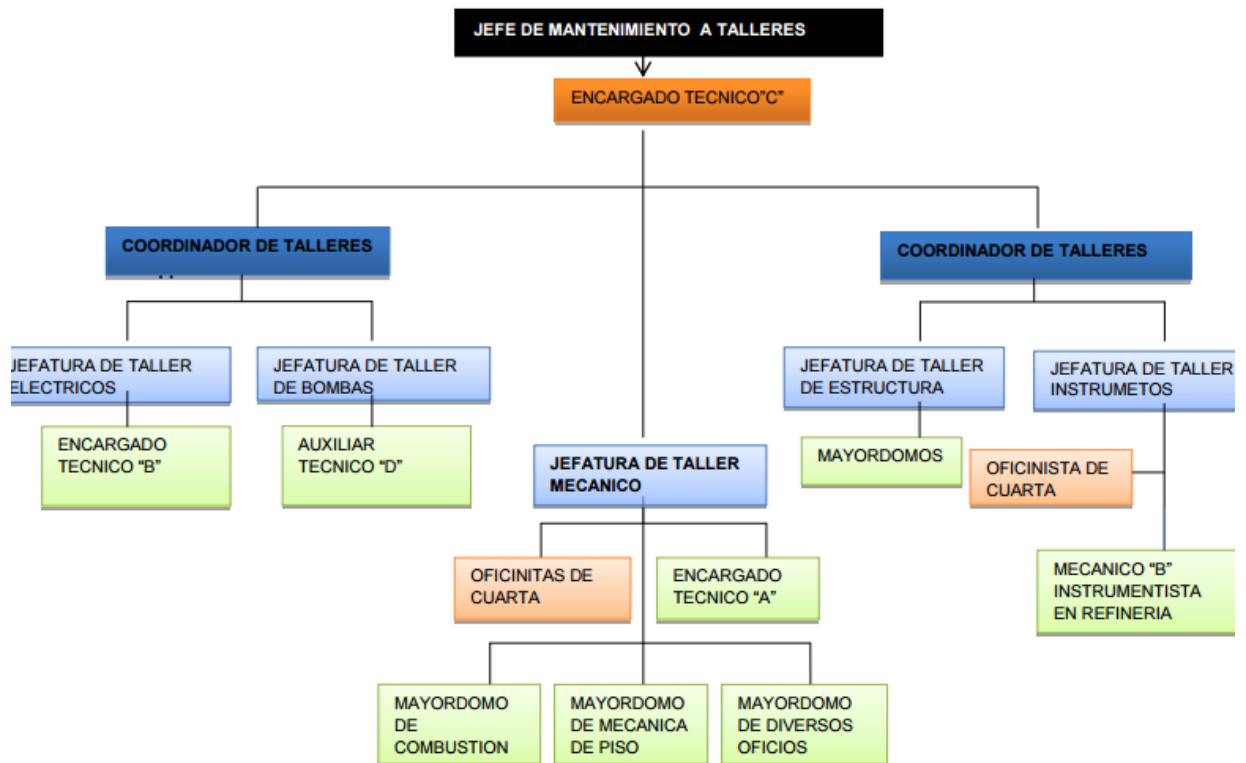 JEFE DE MANTENIMIENTO A TALLERES
ENCARGADO TECNICO"C"
COORDINADOR DE TALLERES
COORDINADOR DE TALLERES
JEFATURA DE TALLER
ELECTRICOS
JEFATURA DE TALLER
DE BOMBAS
JEFATURA DE TALLER
DE ESTRUCTURA
JEFATURA DE TALLER
INSTRUMETOS
ENCARGADO
TECNICO “B”
AUXILIAR
TECNICO “D”
JEFATURA DE TALLER
MECANICO
MAYORDOMOS
OFICINISTA DE
CUARTA
OFICINITAS DE
CUARTA
ENCARGADO
TECNICO “A”
MECANICO “B”
INSTRUMENTISTA
EN REFINERIA
MAYORDOMO
DE
COMBUSTION
MAYORDOMO
DE MECANICA
DE PISO
MAYORDOMO
DE DIVERSOS
OFICIOS